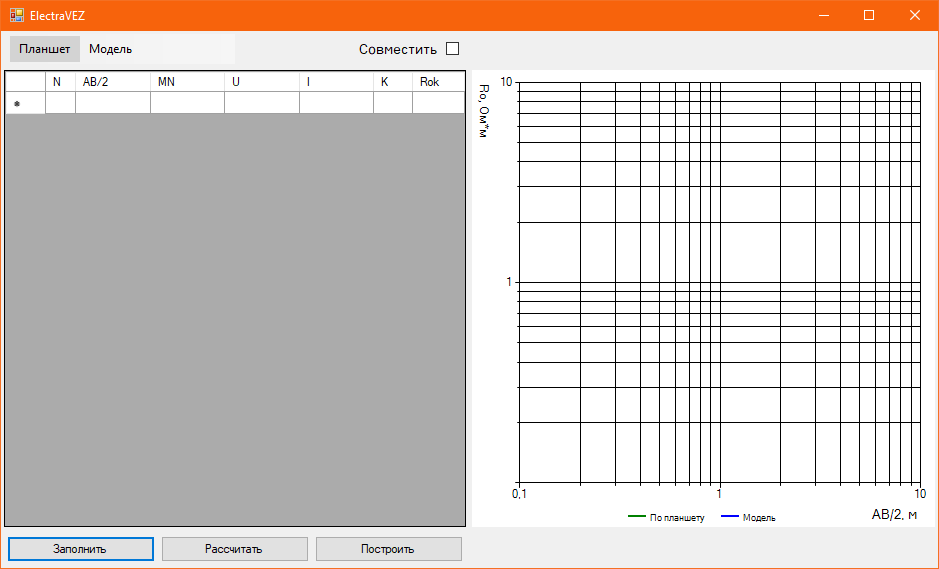 ElectraVEZ
Планшет Модель Совместить
N AB/2 MN U I K Rok
*
Ro, Ом*м
10
1
0,1 1 10
По планшету Модель AB/2, м
Заполнить Рассчитать Построить